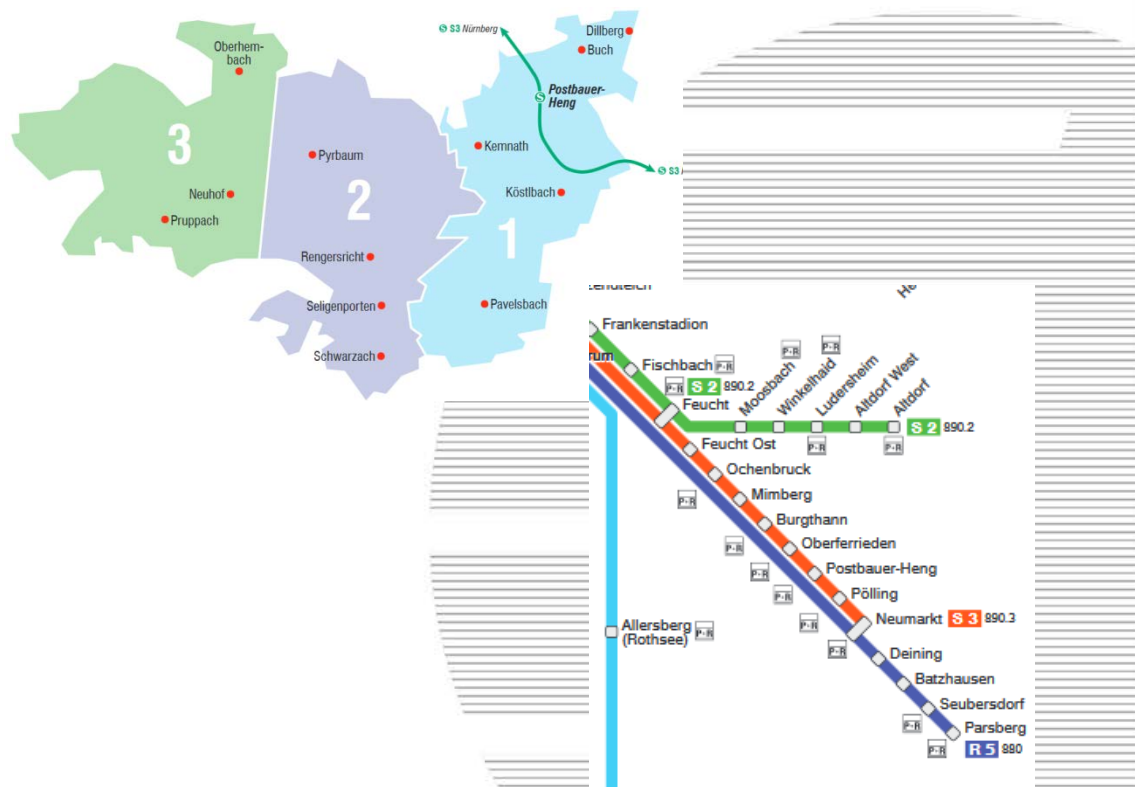 S3 Nürnberg
Dillberg
Buch
Oberhem-
bach
Postbauer-
Heng
3
Pyrbaum
Kemnath
S3
Neuhof
2
Köstlbach
Pruppach
1
Rengersricht
Seligenporten
Pavelsbach
Schwarzach
Frankenstadion
Fischbach P+R
P+R S 2 890.2
Feucht
Moosbach
P+R
Winkelhaid
P+R
Ludersheim
P+R
Altdorf West
Altdorf
P+R
S 2 890.2
Feucht Ost
Ochenbruck
P+R
Mimberg
Burgthann
P+R
Oberferrieden
P+R
Postbauer-Heng
P+R
Pölling
P+R
Neumarkt S 3 890.3
P+R
Allersberg
(Rothsee) P+R
Deining
Batzhausen
Seubersdorf
P+R
Parsberg
P+R
R 5 880